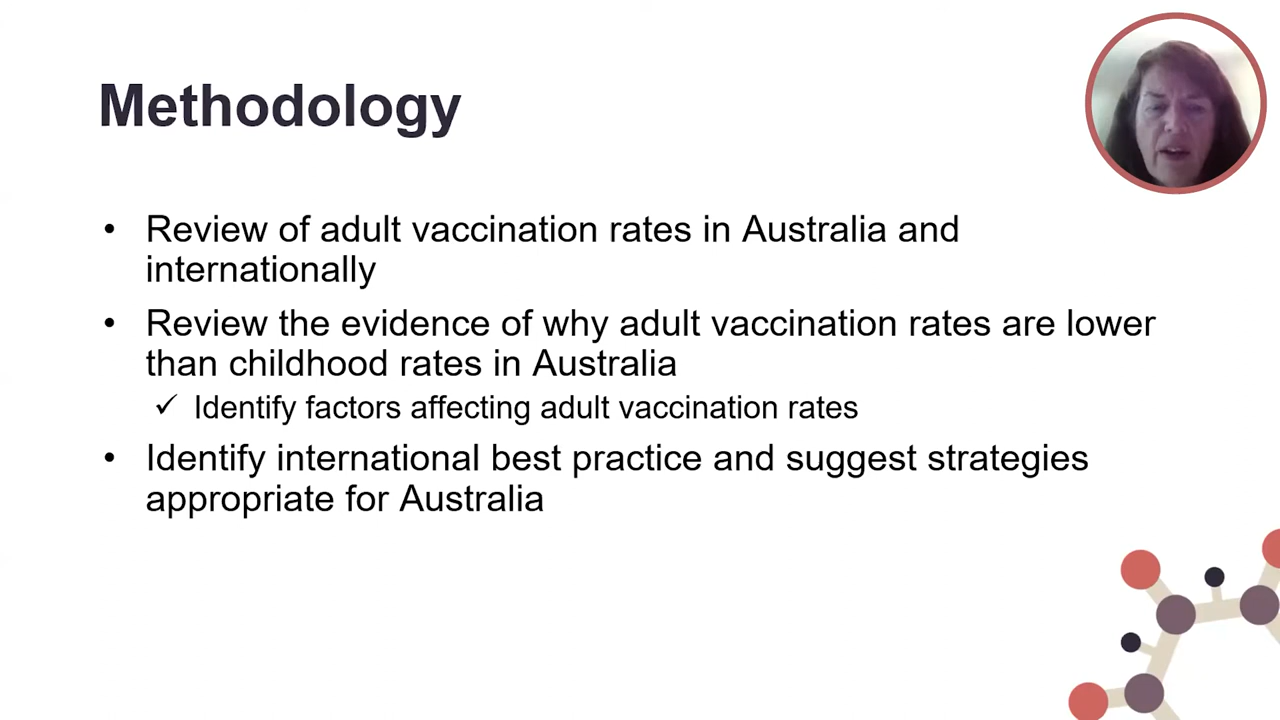 Methodology
• Review of adult vaccination rates in Australia and
internationally
• Review the evidence of why adult vaccination rates are lower
than childhood rates in Australia
✓ Identify factors affecting adult vaccination rates
• Identify international best practice and suggest strategies
appropriate for Australia